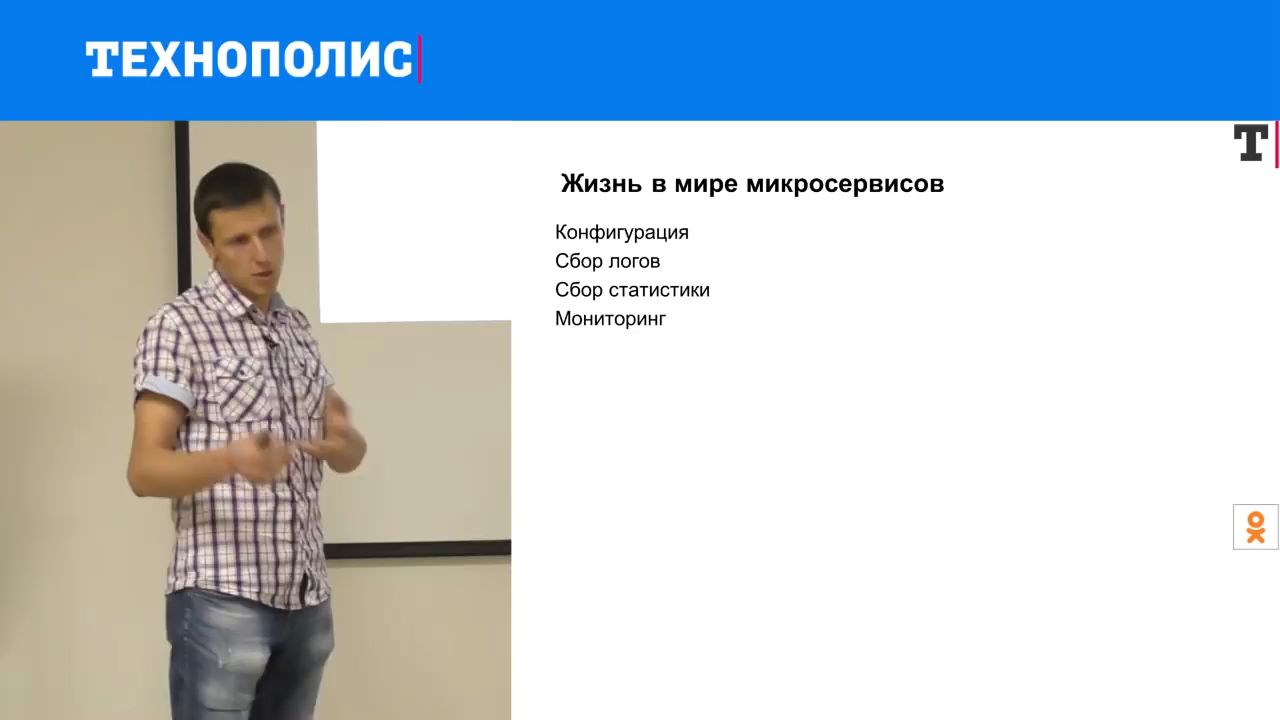 ТЕХНОПОЛИС
Т
Жизнь в мире микросервисов
Конфигурация
Сбор логов
Сбор статистики
Мониторинг